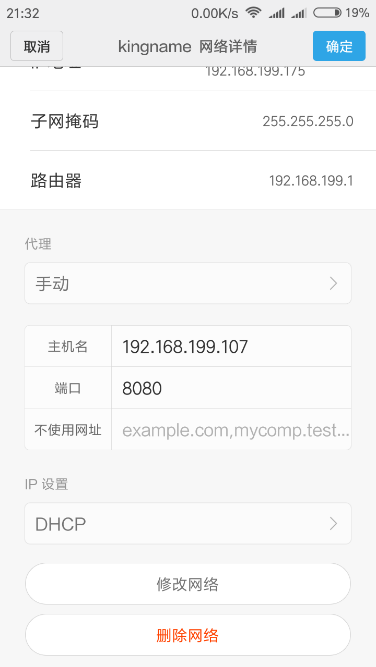 21:32 0.00K/s 19%
取消 kingname 网络详情 确定
192.168.199.175
子网掩码 255.255.255.0
路由器 192.168.199.1
代理
手动
主机名 192.168.199.107
端口 8080
不使用网址 example.com,mycomp.test...
IP 设置
DHCP
修改网络
删除网络